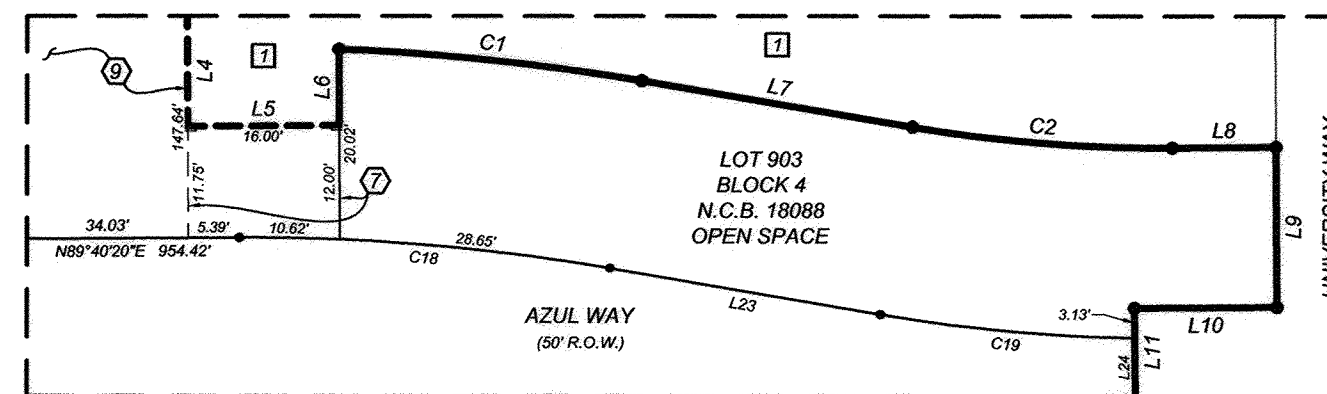 1
C1
1
9
L4
L6
L7
L5
147.64'
16.00'
20.02'
C2
L8
LOT 903
BLOCK 4
N.C.B. 18088
OPEN SPACE
7
11.75'
12.00'
34.03'
5.39'
10.62'
28.65'
L9
N89°40'20"E 954.42'
C18
L23
AZUL WAY
(50' R.O.W.)
3.13'
L10
C19
L24
L11
UNIVERSITY WAY